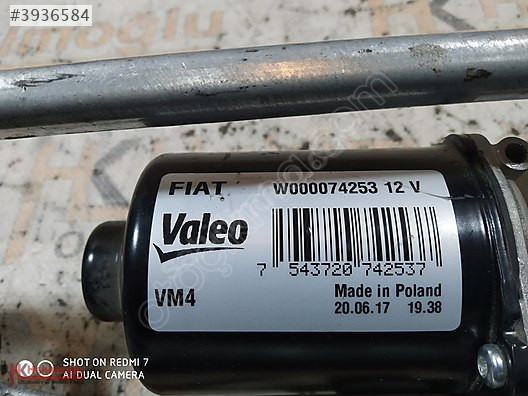 #3936584
FIAT W000074253 12 V
Valeo
7 543720 742537
VM4
Made in Poland
20.06.17 19.38
SHOT ON REDMI 7
AI DUAL CAMERA